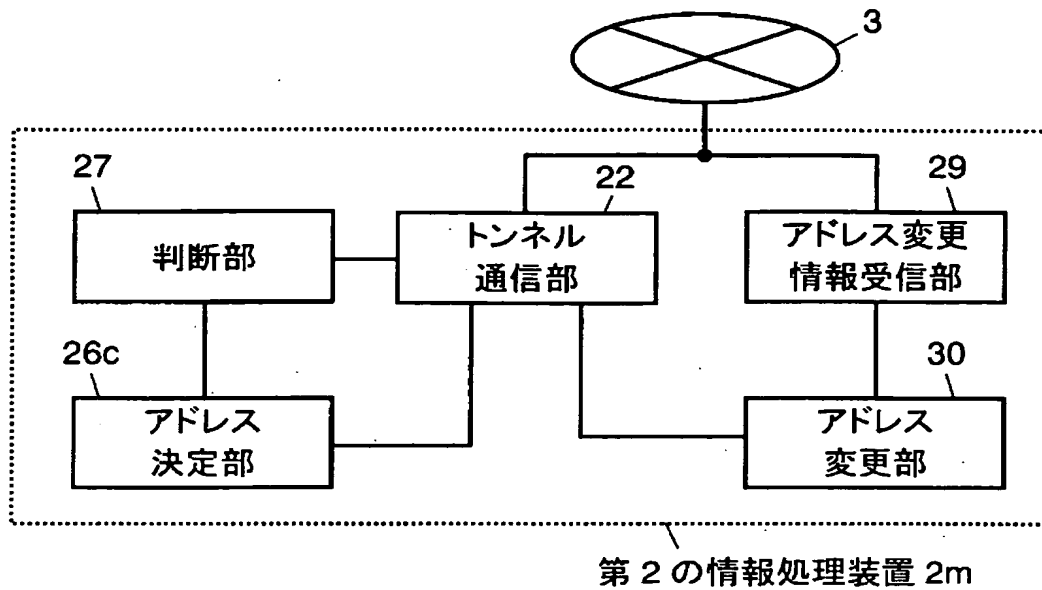 3
27
判断部
22
トンネル
通信部
29
アドレス変更
情報受信部
26c
アドレス
決定部
30
アドレス
変更部
第2の情報処理装置 2m